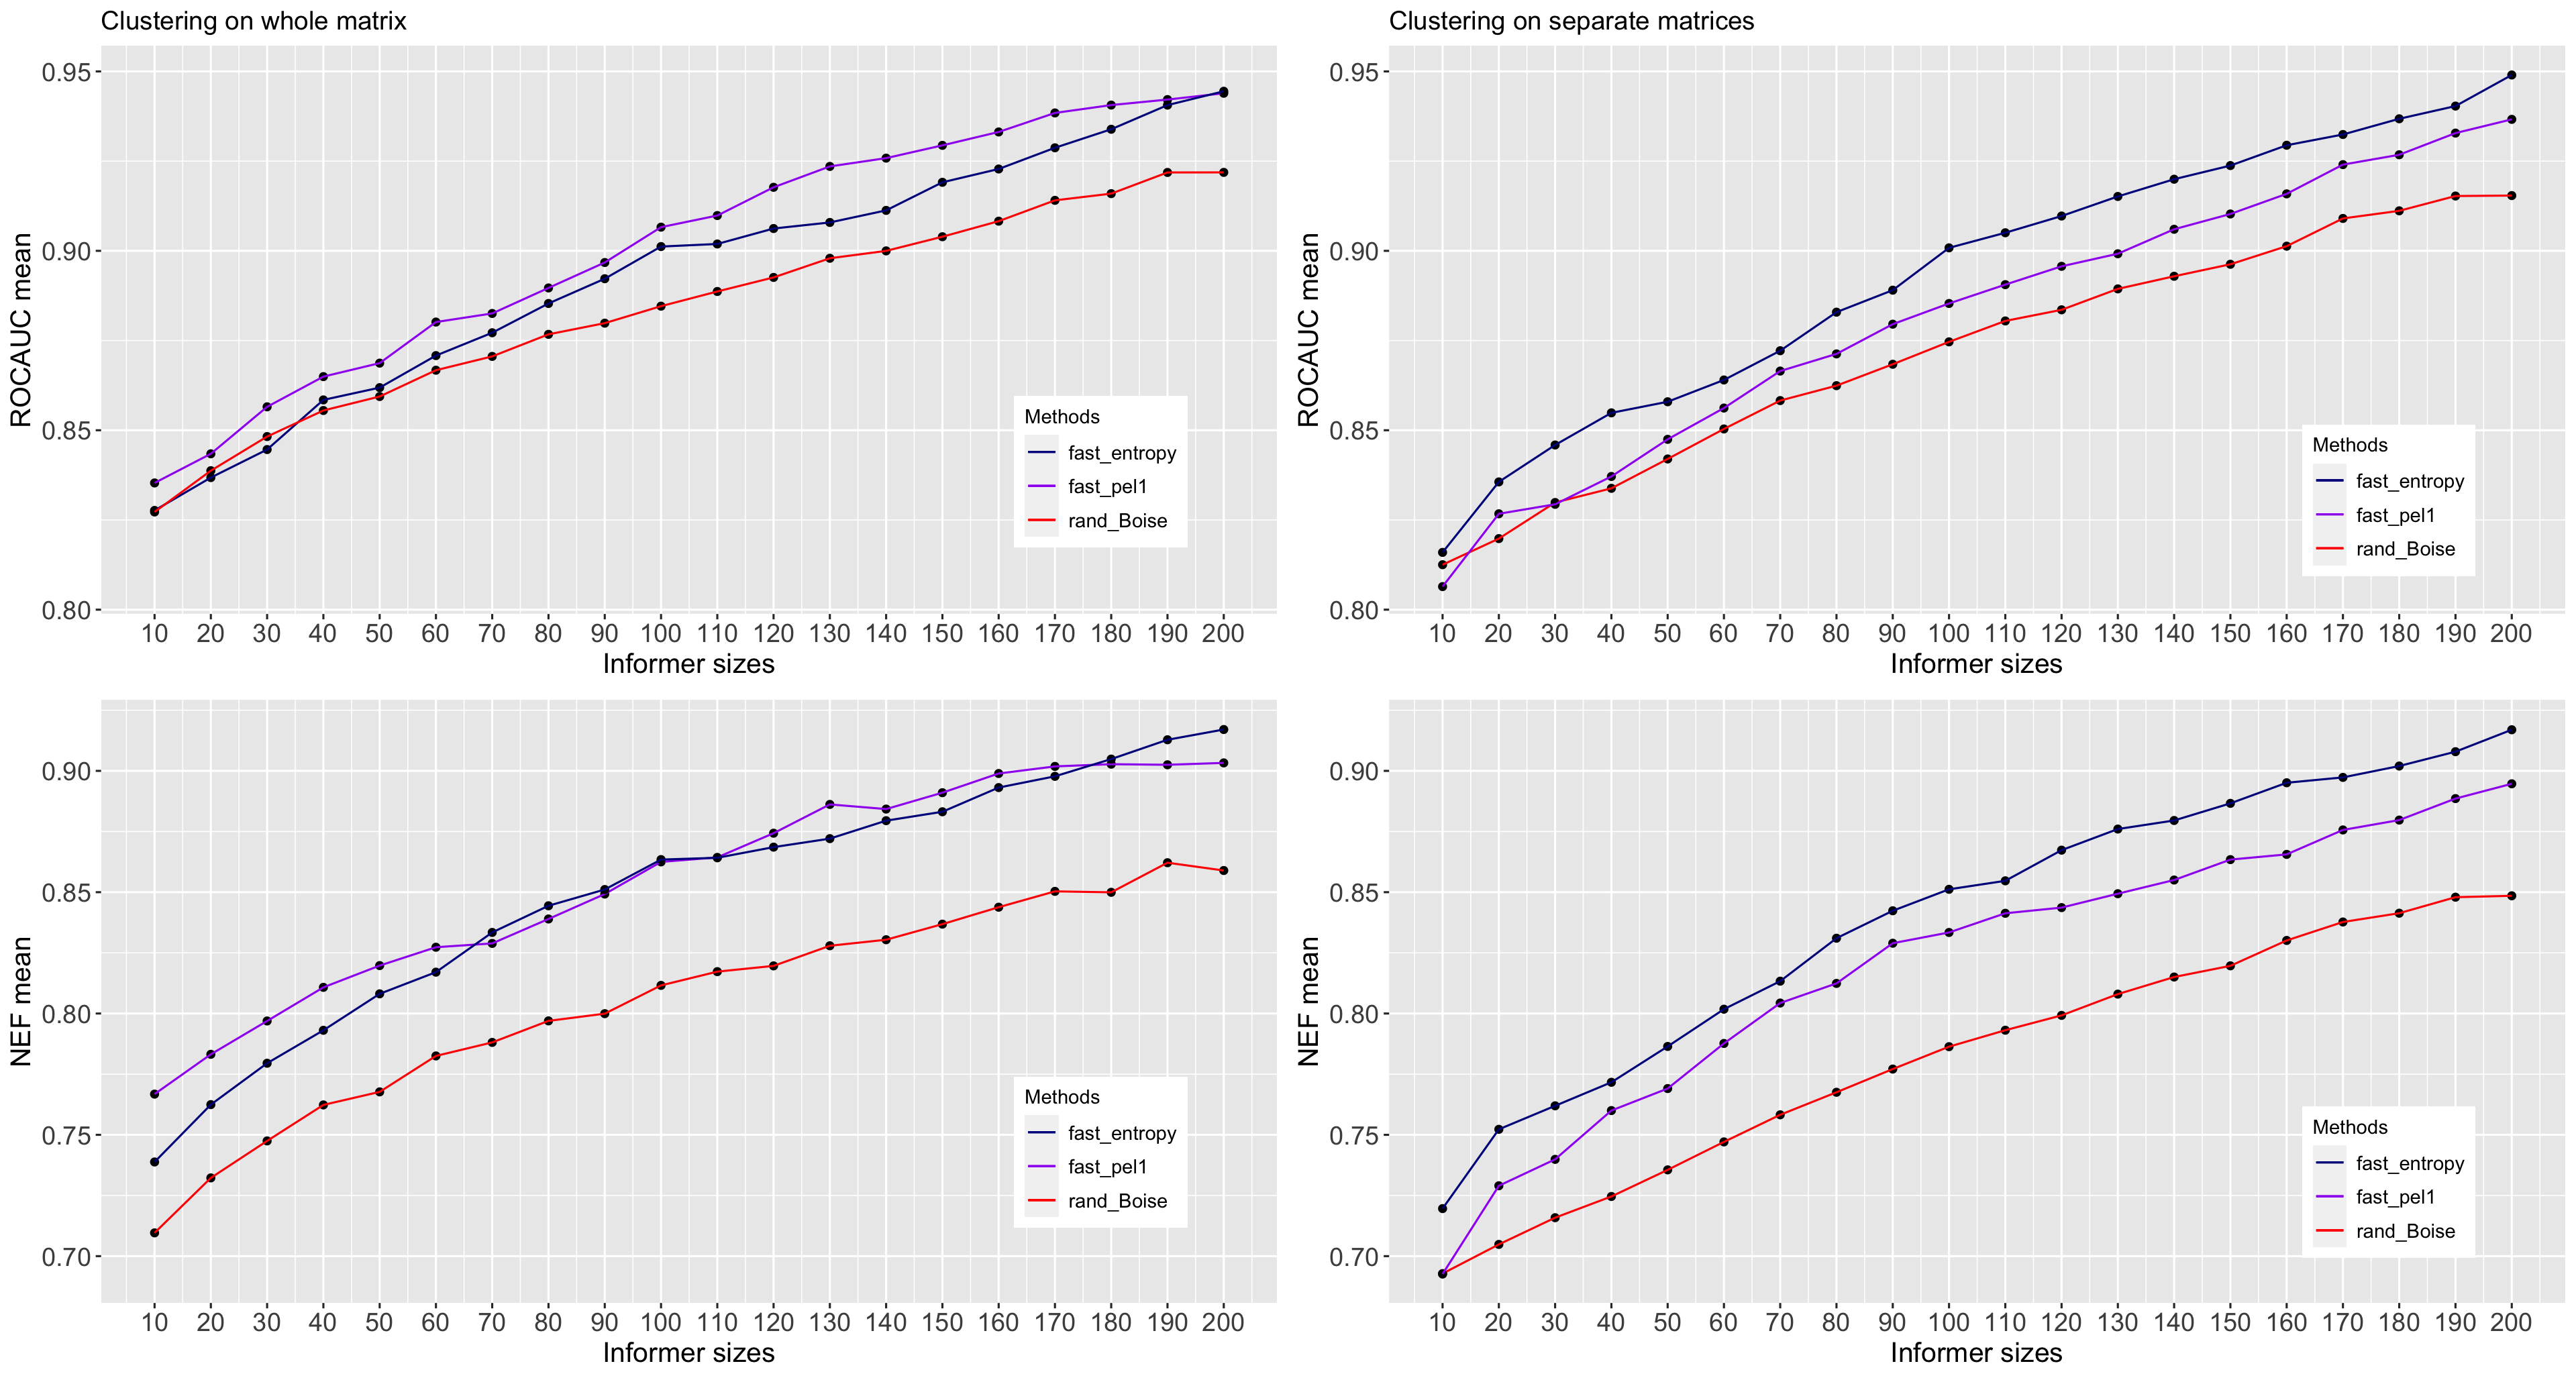 Clustering on whole matrix
ROCAUC mean
0.95
0.90
0.85
0.80
Methods
fast_entropy
fast_pel1
rand_Boise
10 20 30 40 50 60 70 80 90 100 110 120 130 140 150 160 170 180 190 200
Informer sizes
Clustering on separate matrices
ROCAUC mean
0.95
0.90
0.85
0.80
Methods
fast_entropy
fast_pel1
rand_Boise
10 20 30 40 50 60 70 80 90 100 110 120 130 140 150 160 170 180 190 200
Informer sizes
NEF mean
0.90
0.85
0.80
0.75
0.70
Methods
fast_entropy
fast_pel1
rand_Boise
10 20 30 40 50 60 70 80 90 100 110 120 130 140 150 160 170 180 190 200
Informer sizes
NEF mean
0.90
0.85
0.80
0.75
0.70
Methods
fast_entropy
fast_pel1
rand_Boise
10 20 30 40 50 60 70 80 90 100 110 120 130 140 150 160 170 180 190 200
Informer sizes